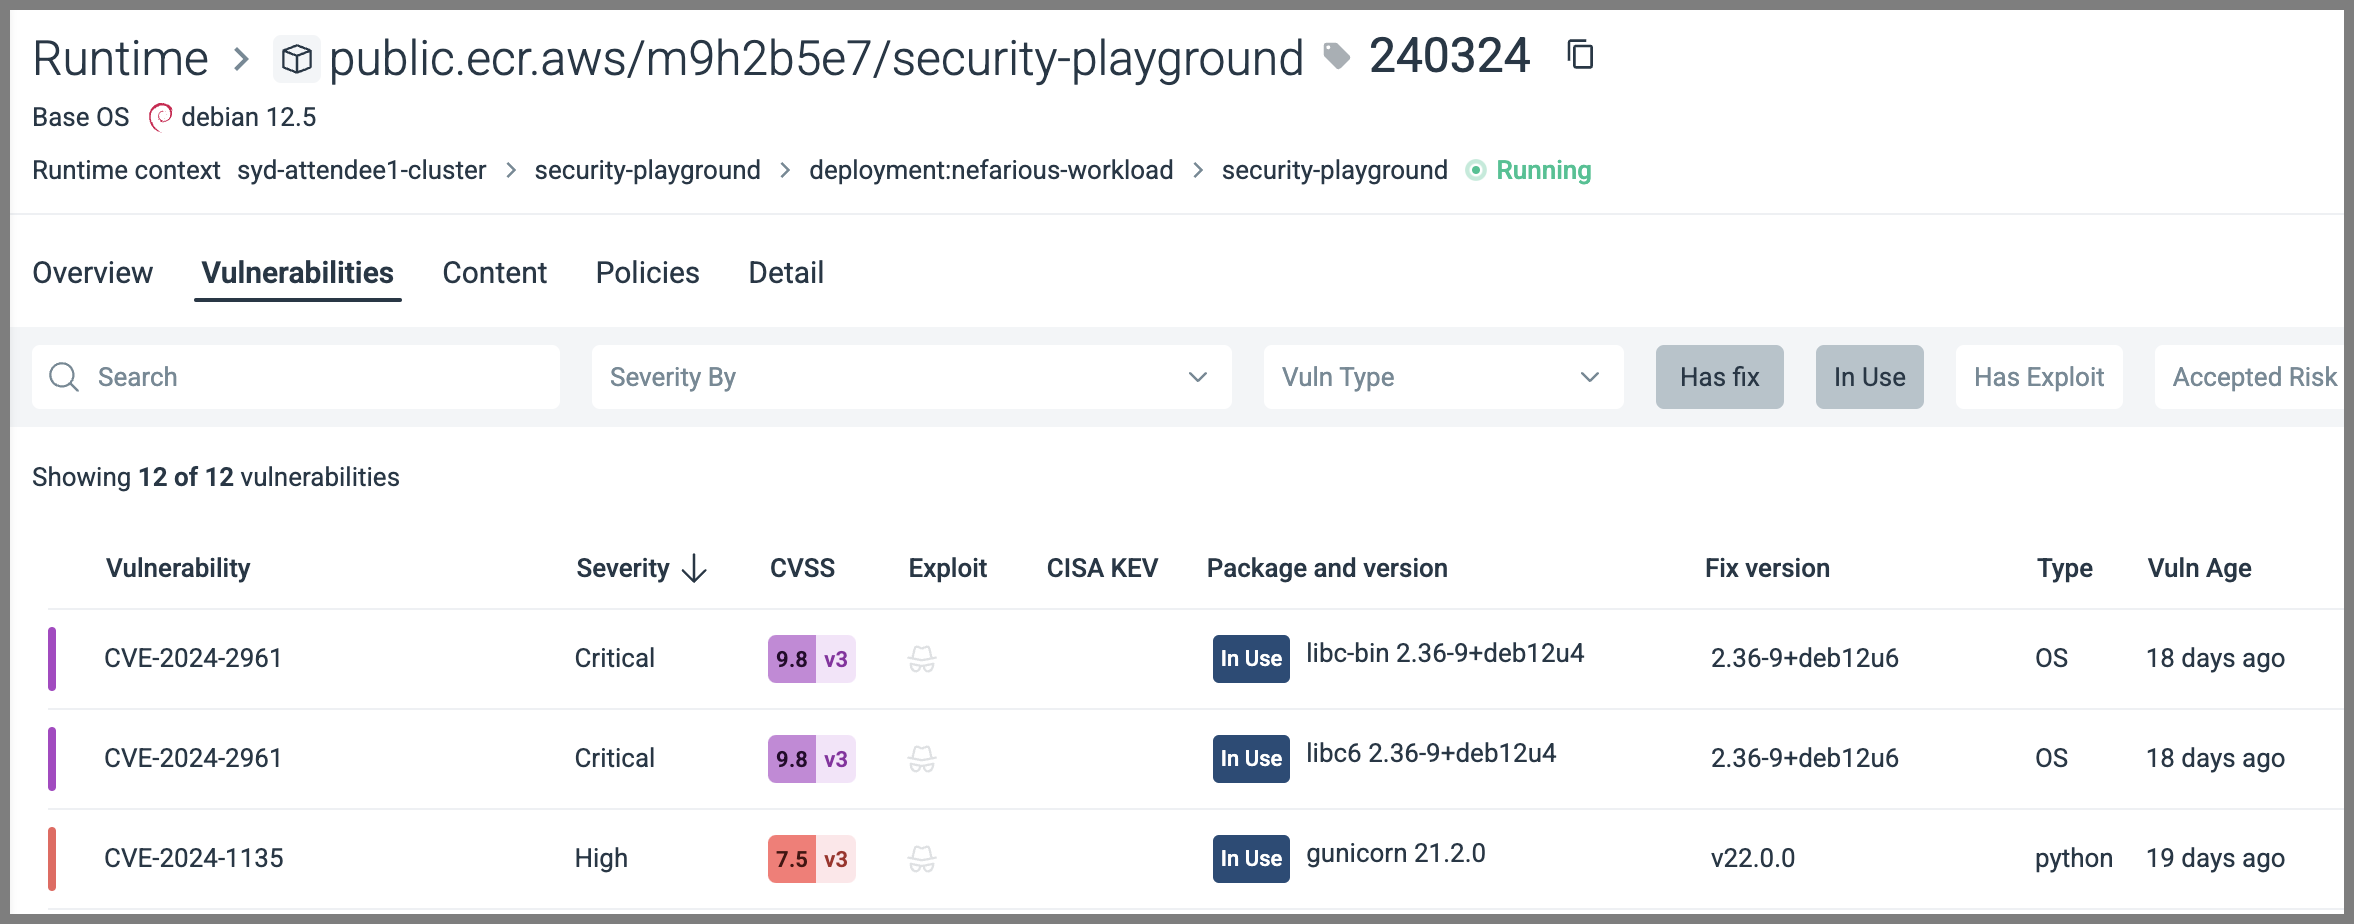 Runtime > public.ecr.aws/m9h2b5e7/security-playground 240324
Base OS debian 12.5
Runtime context syd-attendee1-cluster > security-playground > deployment:nefarious-workload > security-playground Running
Overview Vulnerabilities Content Policies Detail
Search Severity By Vuln Type Has fix In Use Has Exploit Accepted Risk
Showing 12 of 12 vulnerabilities
Vulnerability Severity CVSS Exploit CISA KEV Package and version Fix version Type Vuln Age
CVE-2024-2961 Critical 9.8 v3 In Use libc-bin 2.36-9+deb12u4 2.36-9+deb12u6 OS 18 days ago
CVE-2024-2961 Critical 9.8 v3 In Use libc6 2.36-9+deb12u4 2.36-9+deb12u6 OS 18 days ago
CVE-2024-1135 High 7.5 v3 In Use gunicorn 21.2.0 v22.0.0 python 19 days ago